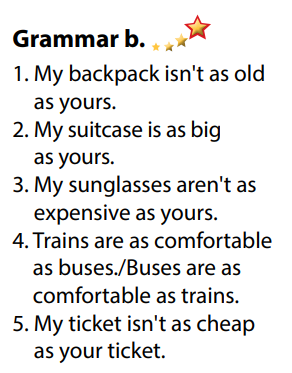 Grammar b.
1. My backpack isn't as old
as yours.
2. My suitcase is as big
as yours.
3. My sunglasses aren't as
expensive as yours.
4. Trains are as comfortable
as buses./Buses are as
comfortable as trains.
5. My ticket isn't as cheap
as your ticket.